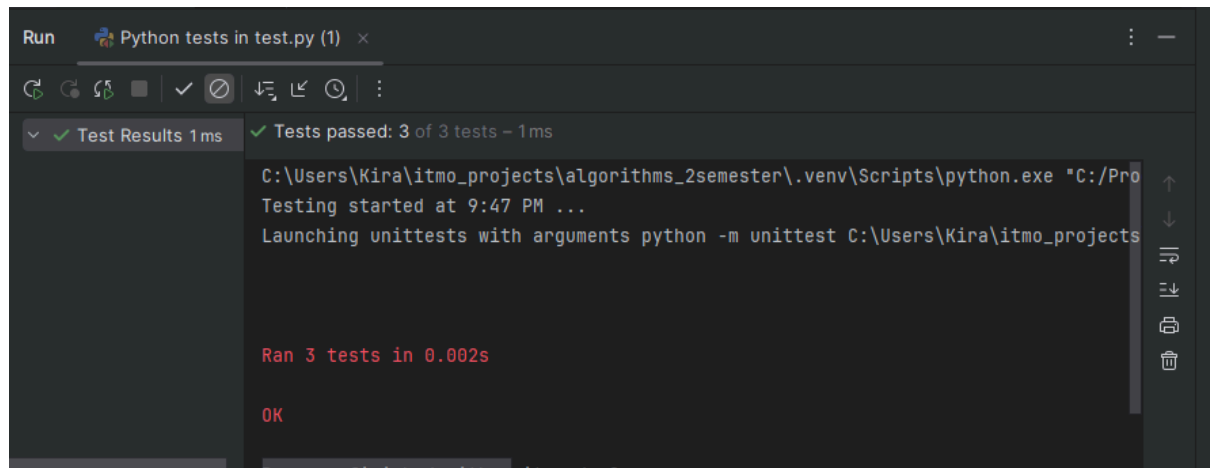 Run Python tests in test.py (1)
Test Results 1 ms
Tests passed: 3 of 3 tests – 1 ms
C:\Users\Kira\itmo_projects\algorithms_2semester\.venv\Scripts\python.exe "C:/Pro
Testing started at 9:47 PM ...
Launching unittests with arguments python -m unittest C:\Users\Kira\itmo_projects
Ran 3 tests in 0.002s
OK